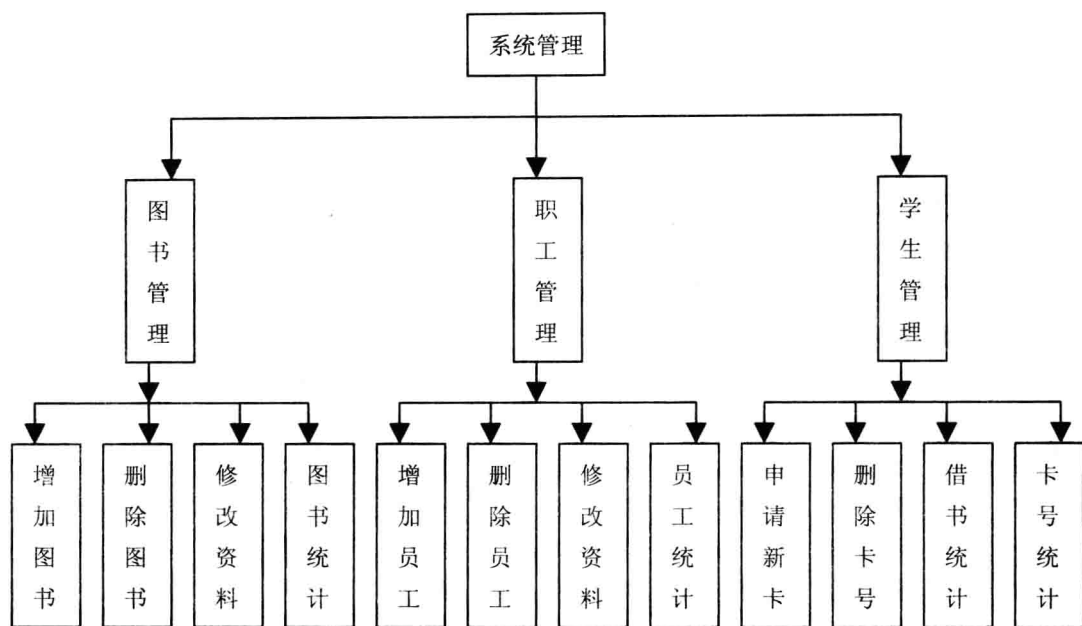 系统管理
图书管理
职工管理
学生管理
增加图书
删除图书
修改资料
图书统计
增加员工
删除员工
修改资料
员工统计
申请新卡
删除卡号
借书统计
卡号统计